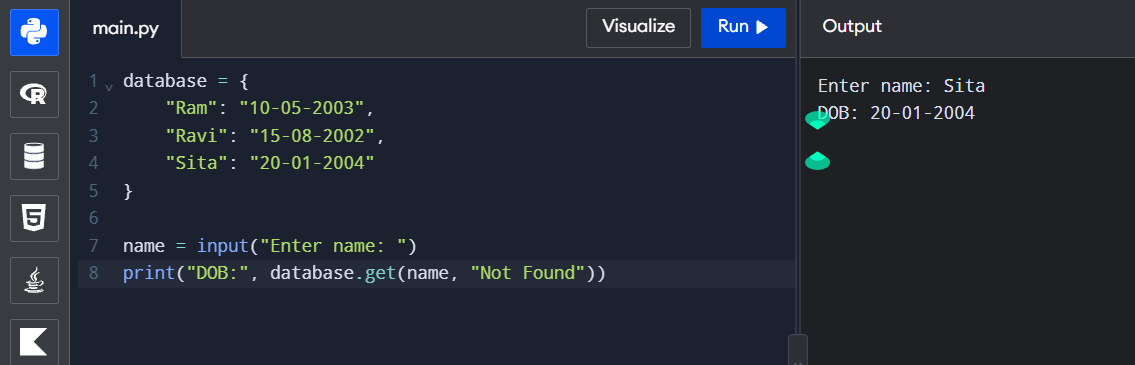 main.py
Visualize
Run
1 database = {
2     "Ram": "10-05-2003",
3     "Ravi": "15-08-2002",
4     "Sita": "20-01-2004"
5 }
6
7 name = input("Enter name: ")
8 print("DOB:", database.get(name, "Not Found"))
Output
Enter name: Sita
DOB: 20-01-2004
R
5